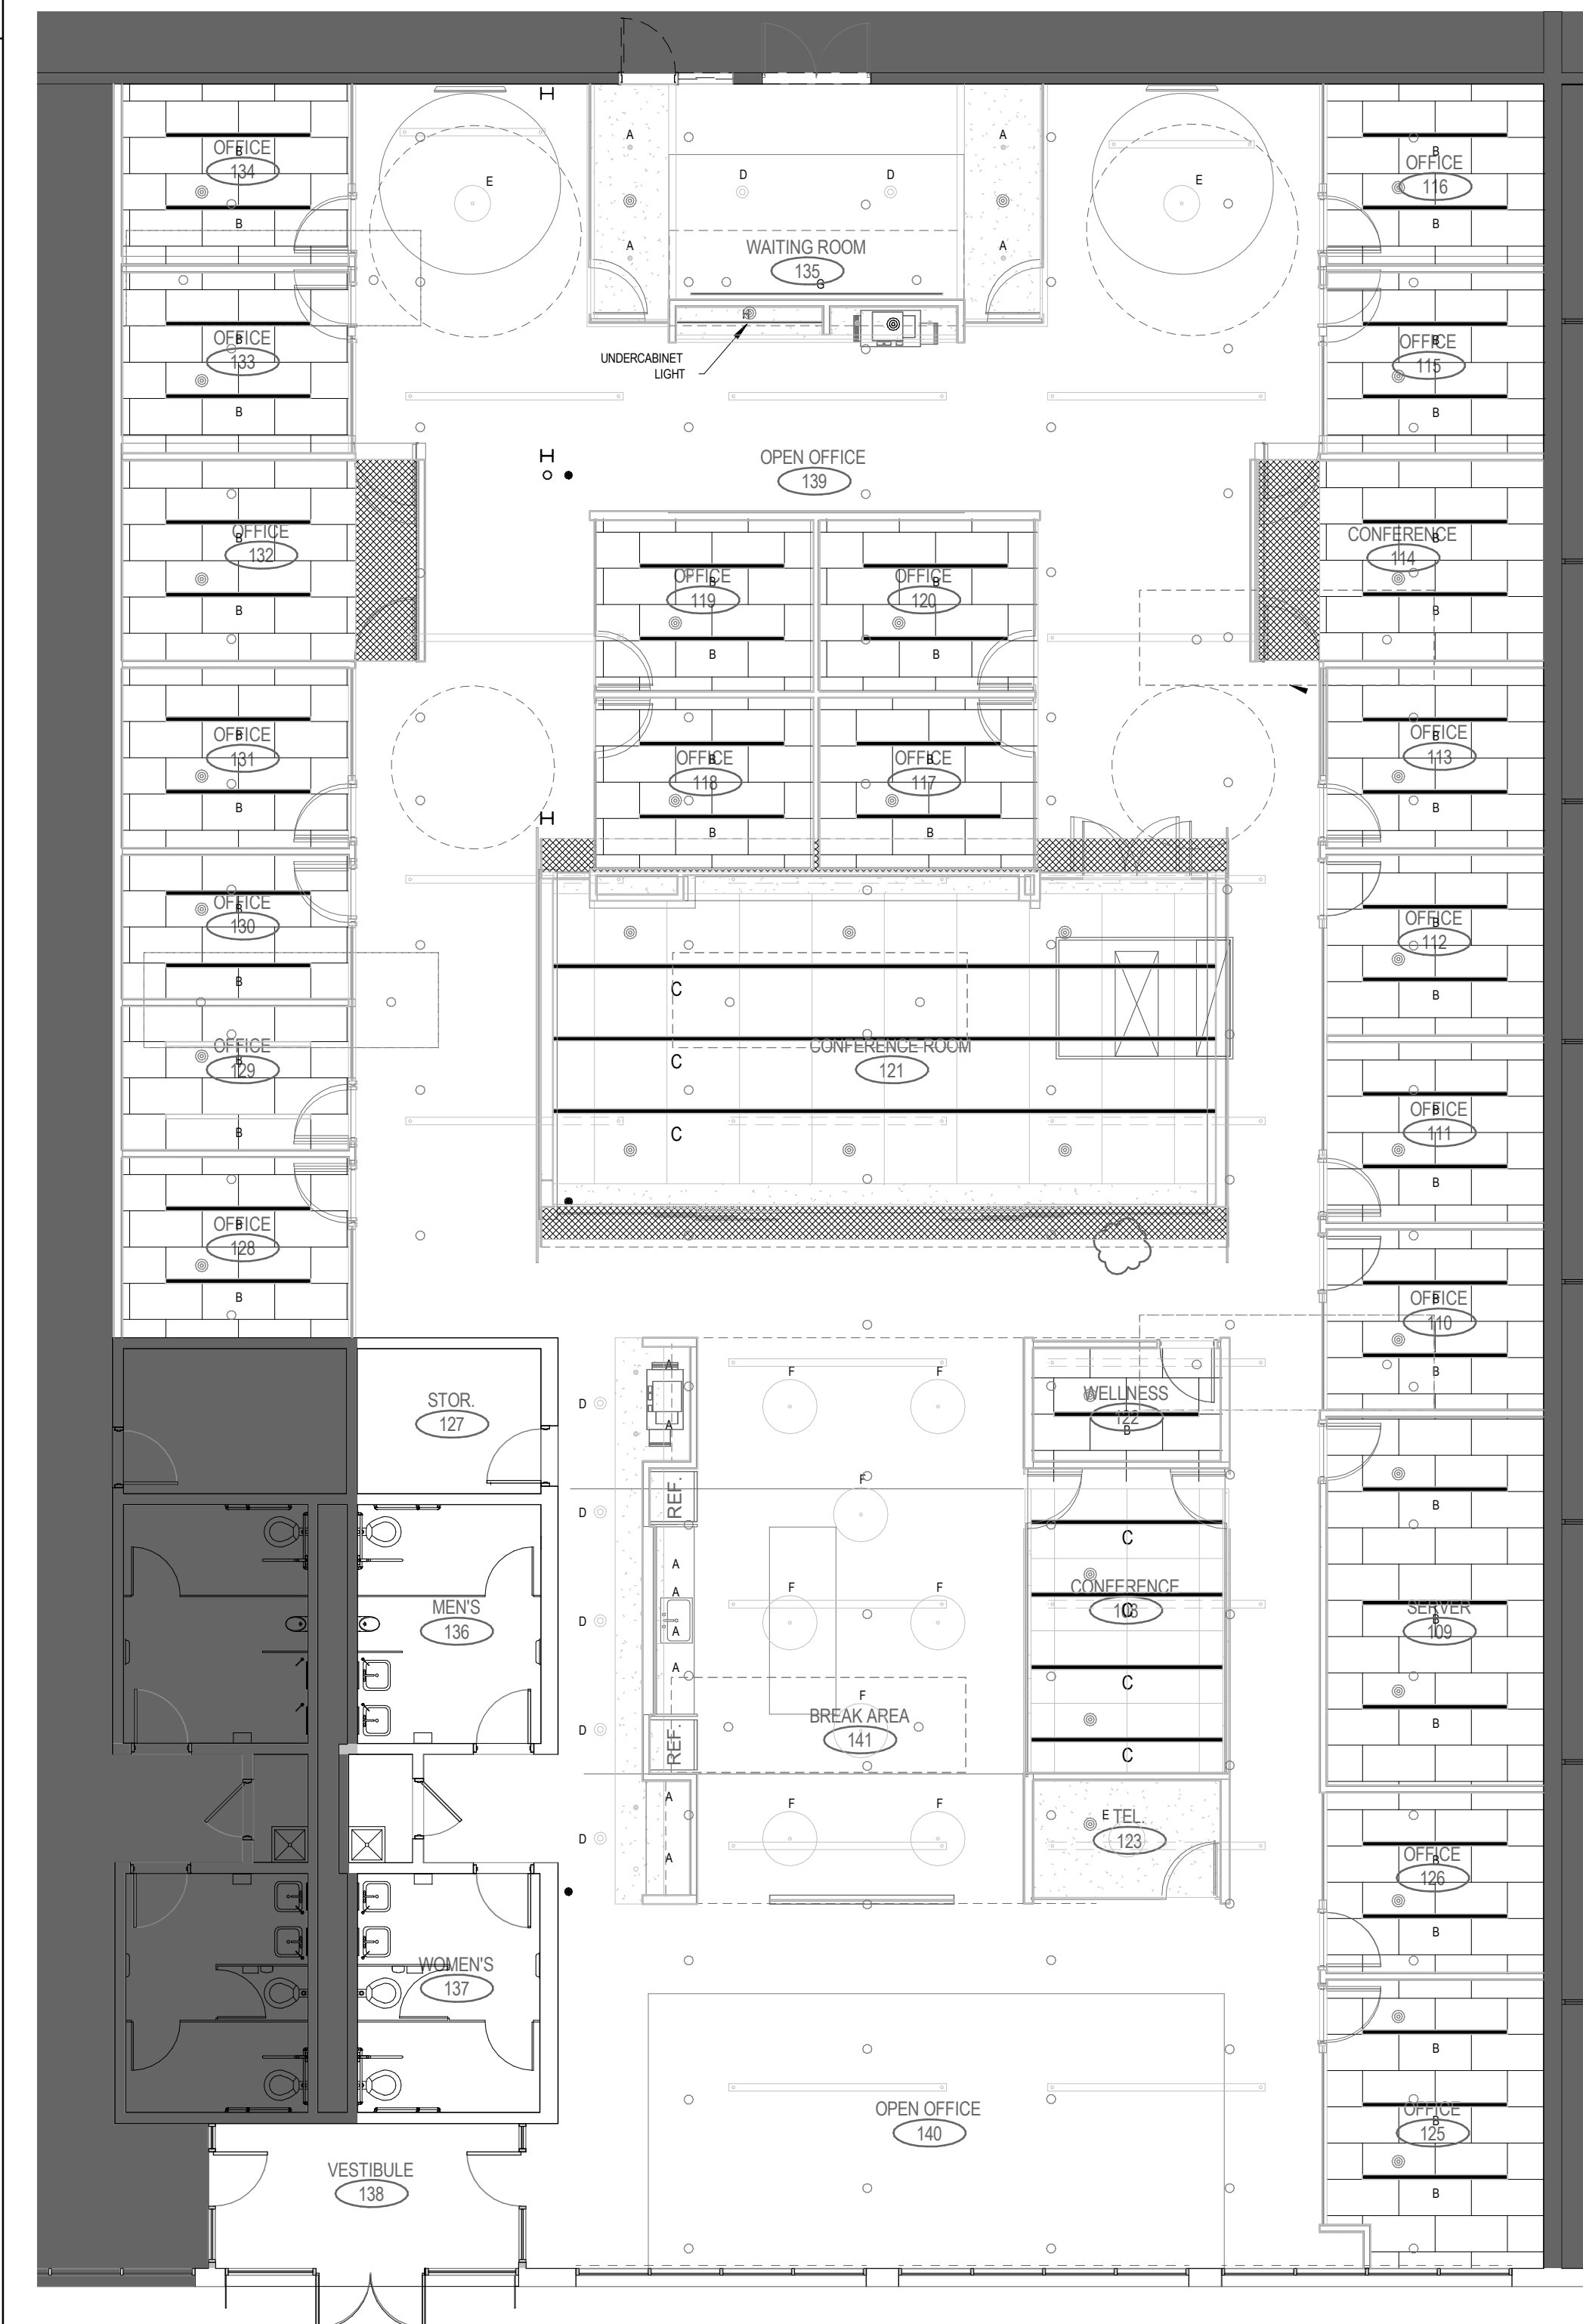 H
A
A
OFFICE
B
134
B
E
D
D
E
OFFICE
B
116
B
A
A
WAITING ROOM
135
G
UNDERCABINET
LIGHT
OFFICE
B
133
B
OFFICE
B
115
B
H
OPEN OFFICE
139
OFFICE
B
132
B
CONFERENCE
B
114
B
OFFICE
B
119
B
OFFICE
B
120
B
OFFICE
B
131
B
OFFICE
B
118
B
OFFICE
B
117
B
OFFICE
B
113
B
H
OFFICE
B
130
B
OFFICE
B
112
B
C
CONFERENCE ROOM
121
C
C
OFFICE
B
129
B
OFFICE
B
111
B
OFFICE
B
128
B
OFFICE
B
110
B
STOR.
127
D
A
A
F
F
WELLNESS
122
B
D
REF.
F
C
B
MEN'S
136
D
A
A
A
A
F
F
CONFERENCE
C
108
C
C
SERVER
B
109
B
D
REF.
F
BREAK AREA
141
D
A
A
F
F
E
TEL.
123
OFFICE
B
126
B
WOMEN'S
137
B
OPEN OFFICE
140
OFFICE
B
125
B
VESTIBULE
138